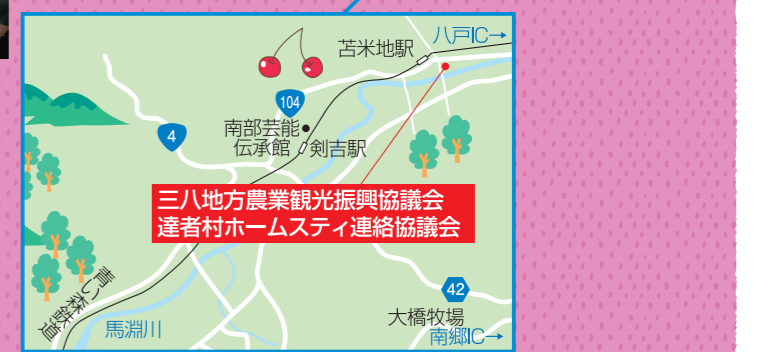 八戸IC→
苫米地駅
104
南部芸能
伝承館
剣吉駅
4
三八地方農業観光振興協議会
達者村ホームスティ連絡協議会
青い森鉄道
馬淵川
42
大橋牧場
南郷IC→